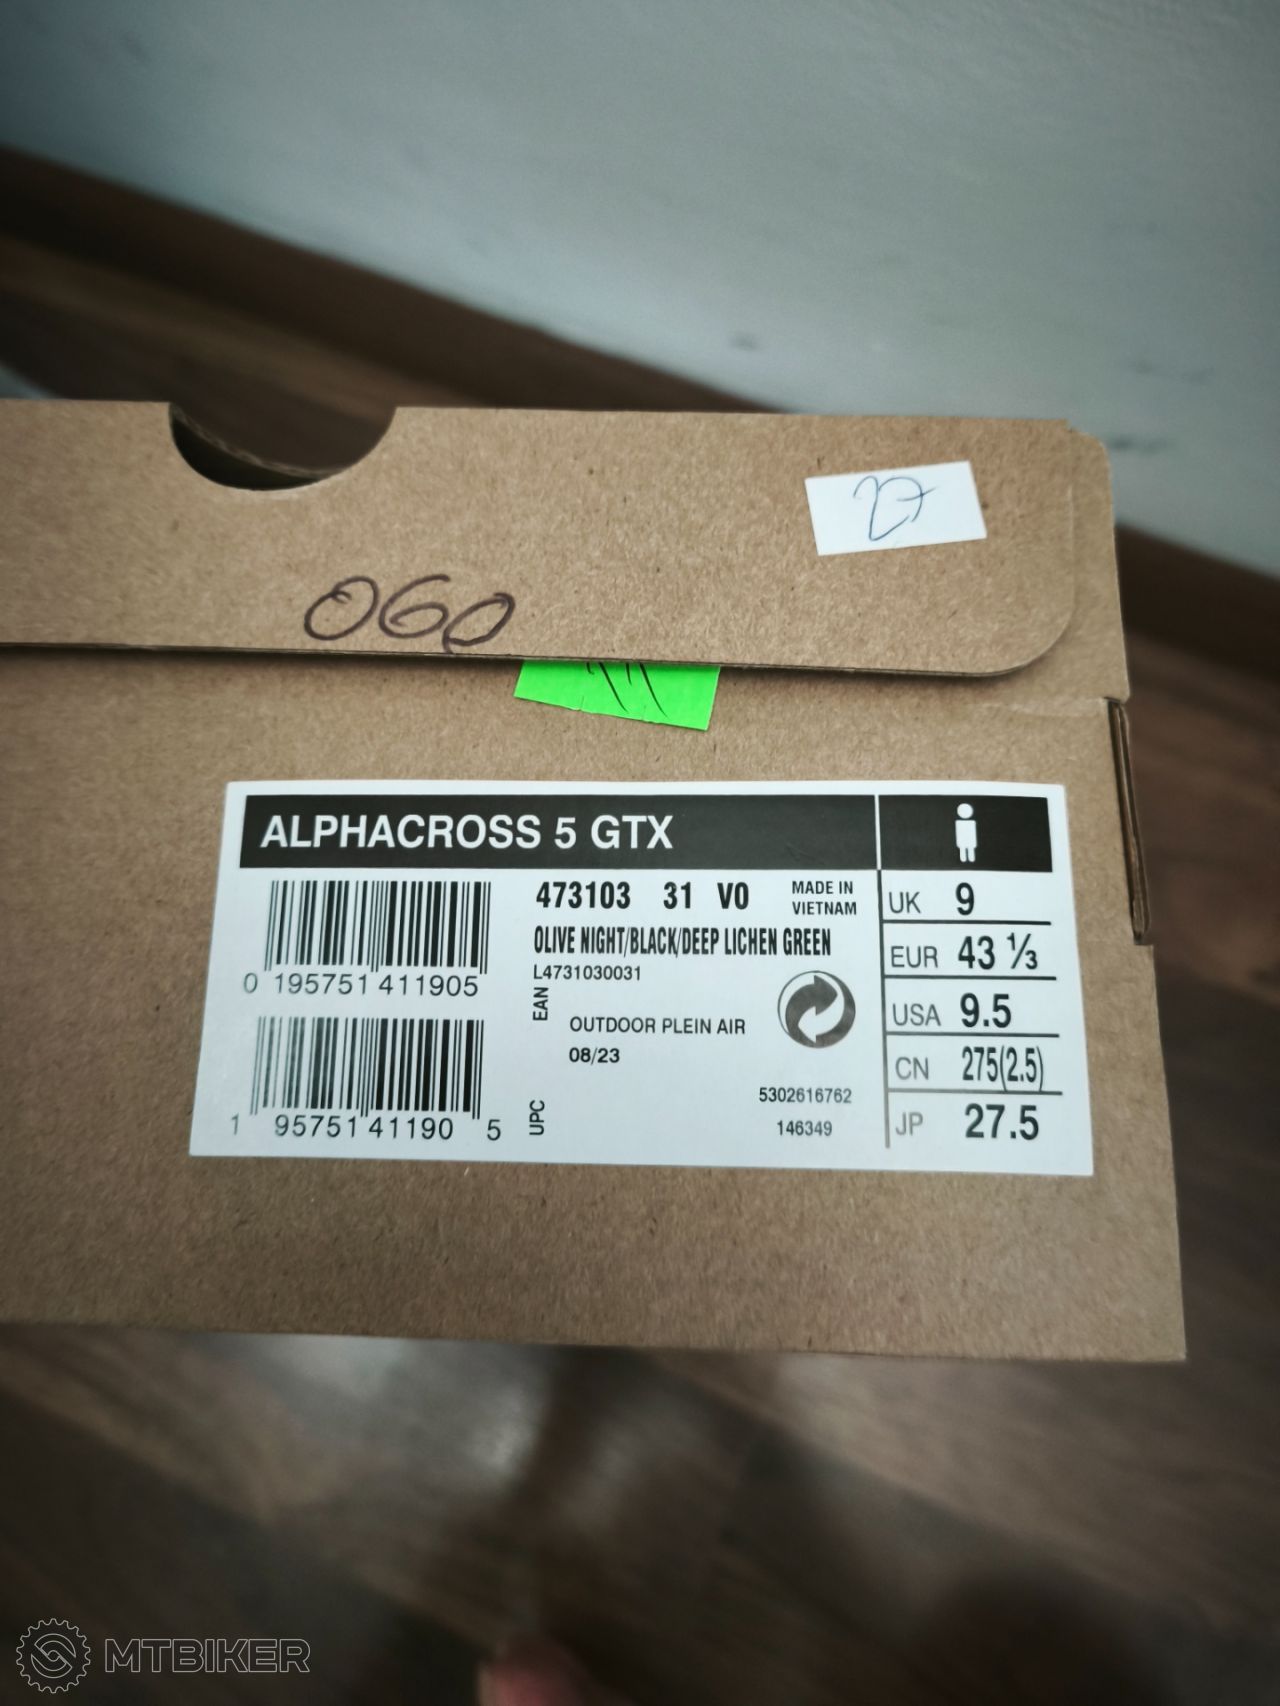 27
060
ALPHACROSS 5 GTX
473103 31 V0
MADE IN
VIETNAM
OLIVE NIGHT/BLACK/DEEP LICHEN GREEN
L4731030031
0 195751 411905
EAN
OUTDOOR PLEIN AIR
08/23
5302616762
146349
1 95751 41190 5
UPC
UK 9
EUR 43 ⅓
USA 9.5
CN 275(2.5)
JP 27.5
MTBIKER